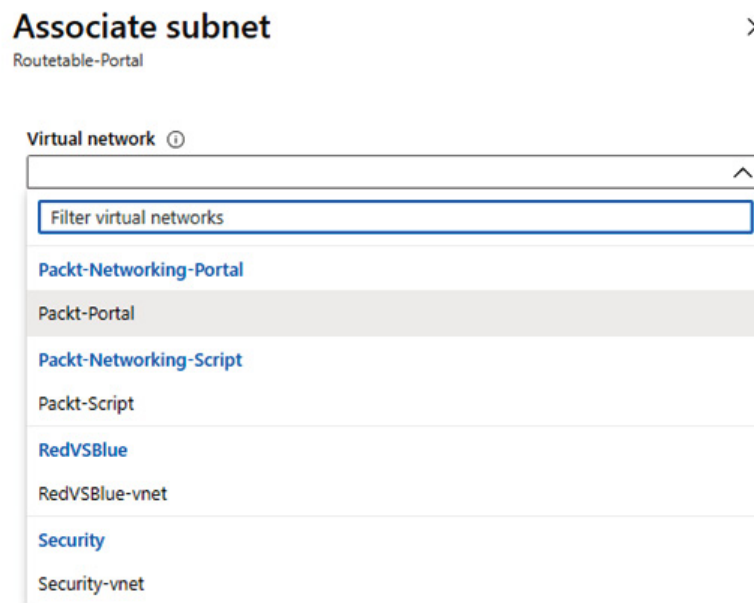 Associate subnet
Routetable-Portal
Virtual network
Filter virtual networks
Packt-Networking-Portal
Packt-Portal
Packt-Networking-Script
Packt-Script
RedVSBlue
RedVSBlue-vnet
Security
Security-vnet